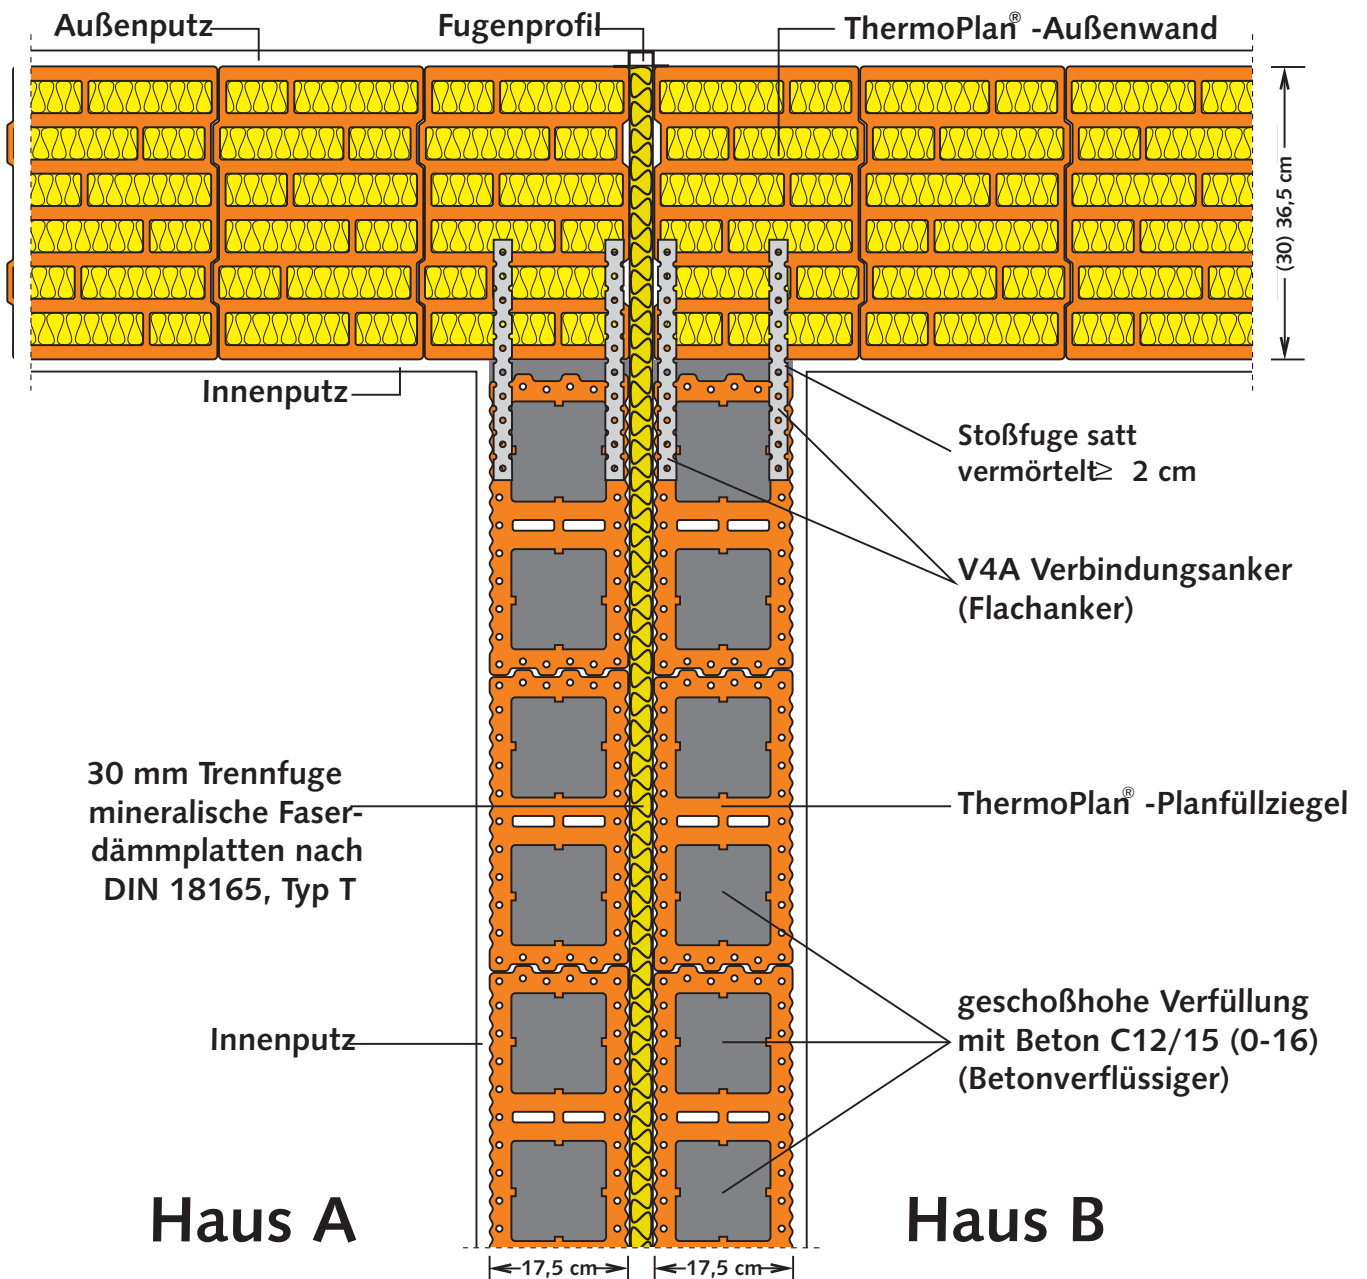 Außenputz
Fugenprofil
ThermoPlan® -Außenwand
(30) 36,5 cm
Innenputz
Stoßfuge satt
vermörtelt≥ 2 cm
V4A Verbindungsanker
(Flachanker)
30 mm Trennfuge
mineralische Faser-
dämmplatten nach
DIN 18165, Typ T
ThermoPlan® -Planfüllziegel
Innenputz
geschoßhohe Verfüllung
mit Beton C12/15 (0-16)
(Betonverflüssiger)
Haus A
Haus B
17,5 cm
17,5 cm